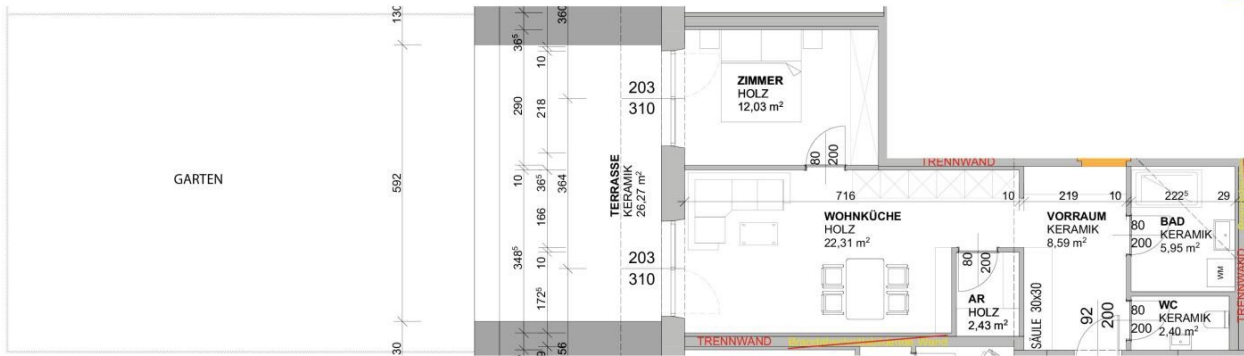 GARTEN
130
592
30
36⁵
290
10
348⁵
10
218
36⁵
166
10
172⁵
9
360
364
56
TERRASSE
KERAMIK
26,27 m²
203
310
203
310
ZIMMER
HOLZ
12,03 m²
80
200
TRENNWAND
716
10
219
10
222⁵
29
WOHNKÜCHE
HOLZ
22,31 m²
VORRAUM
KERAMIK
8,59 m²
80
200
BAD
KERAMIK
5,95 m²
WM
80
200
AR
HOLZ
2,43 m²
SÄULE 30x30
92
200
80
200
WC
KERAMIK
2,40 m²
TRENNWAND
TRENNWAND